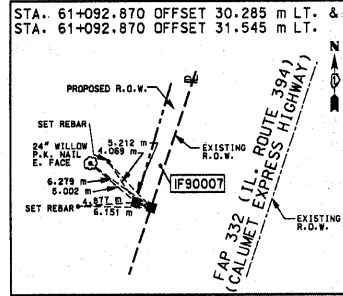 STA. 61+092.870 OFFSET 30.285 m LT. &
STA. 61+092.870 OFFSET 31.545 m LT.
N
PROPOSED R.O.W.
SET REBAR
24" WILLOW
P.K. NAIL
E. FACE
5.212 m
4.069 m
6.279 m
5.002 m
SET REBAR
4.877 m
6.151 m
EXISTING
R.O.W.
IF90007
FAP 332 (IL. ROUTE 394)
(CALUMET EXPRESS HIGHWAY)
EXISTING
R.O.W.